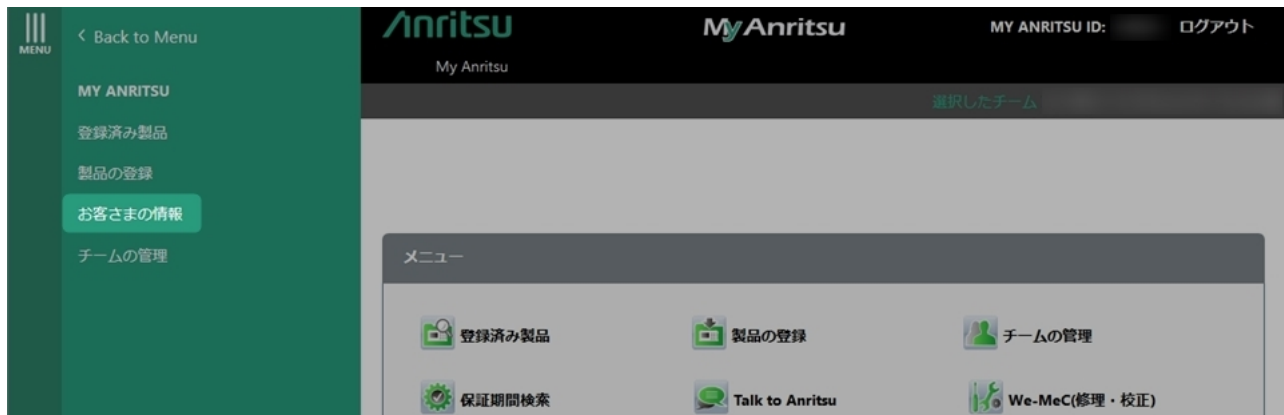 MENU
< Back to Menu
MY ANRITSU
登録済み製品
製品の登録
お客さまの情報
チームの管理
Anritsu
MyAnritsu
MY ANRITSU ID:
ログアウト
My Anritsu
選択したチーム
メニュー
登録済み製品
製品の登録
チームの管理
保証期間検索
Talk to Anritsu
We-MeC(修理・校正)